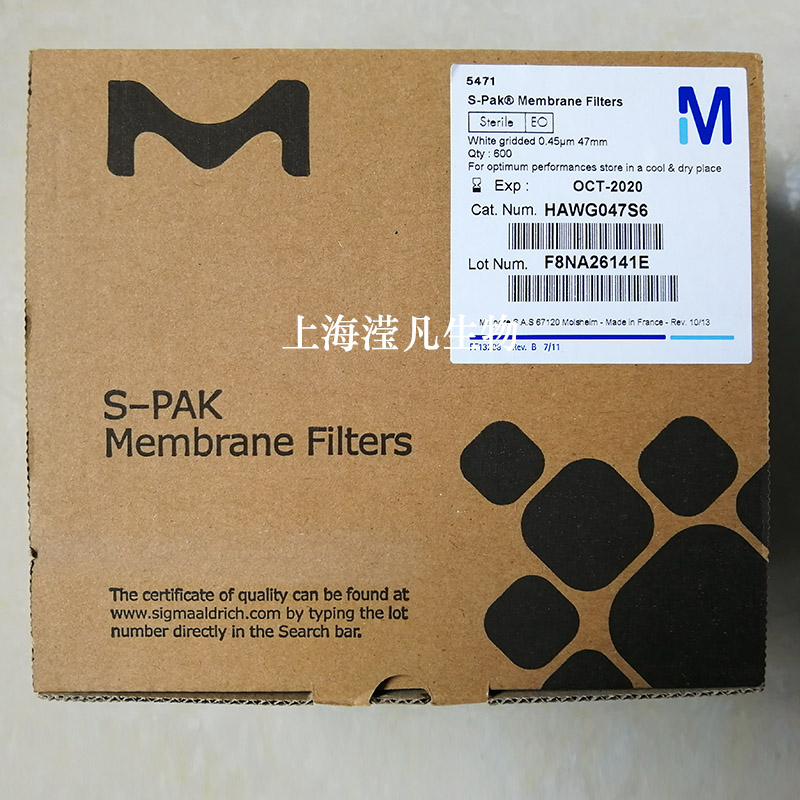 5471
S-Pak® Membrane Filters
Sterile EO
White gridded 0.45µm 47mm
Qty : 600
For optimum performances store in a cool & dry place
Exp : OCT-2020
Cat. Num. HAWG047S6
Lot Num. F8NA26141E
S.A.S 67120 Molsheim - Made in France - Rev. 10/13
Rev. B 7/11
上海滢凡生物
S-PAK
Membrane Filters
The certificate of quality can be found at
www.sigmaaldrich.com by typing the lot
number directly in the Search bar.